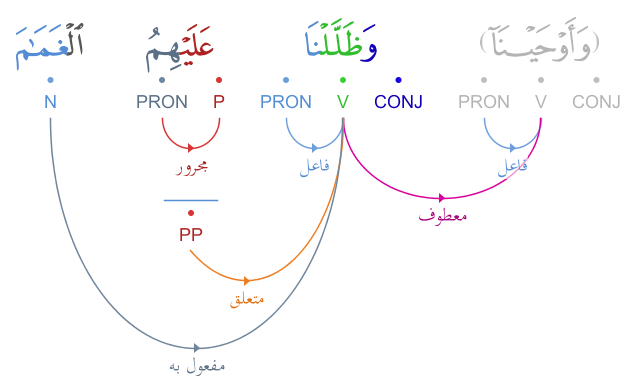 (وَأَوْحَيْنَآ) وَظَلَّلْنَا عَلَيْهِمُ ٱلْغَمَـٰمَ
CONJ V PRON CONJ V PRON P PRON N
فاعل فاعل مجرور
معطوف
PP
متعلق
مفعول به